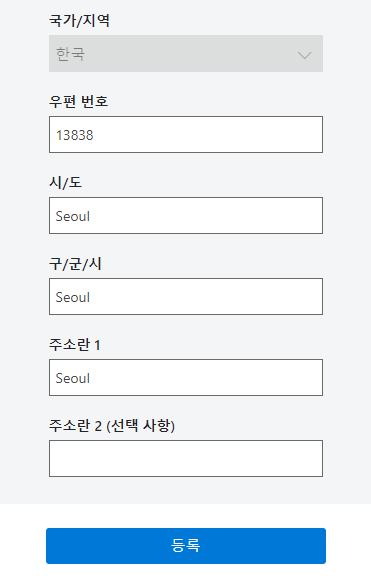 국가/지역
한국
우편 번호
13838
시/도
Seoul
구/군/시
Seoul
주소란 1
Seoul
주소란 2 (선택 사항)
등록